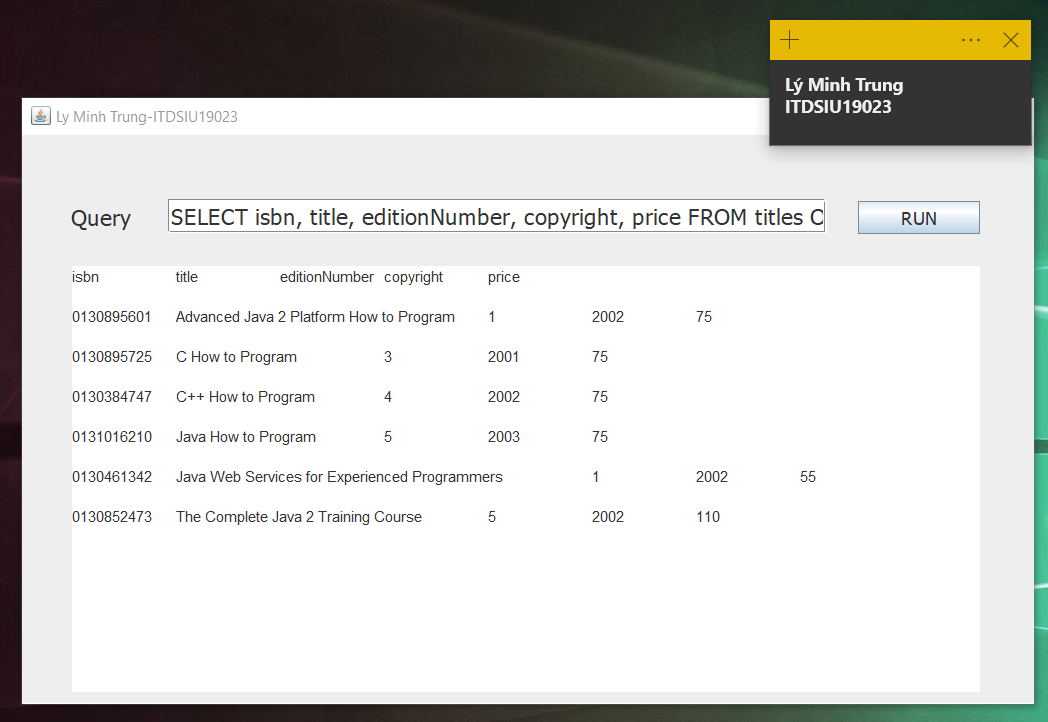 Lý Minh Trung
ITDSIU19023
Ly Minh Trung-ITDSIU19023
Query SELECT isbn, title, editionNumber, copyright, price FROM titles RUN
isbn title editionNumber copyright price
0130895601 Advanced Java 2 Platform How to Program 1 2002 75
0130895725 C How to Program 3 2001 75
0130384747 C++ How to Program 4 2002 75
0131016210 Java How to Program 5 2003 75
0130461342 Java Web Services for Experienced Programmers 1 2002 55
0130852473 The Complete Java 2 Training Course 5 2002 110